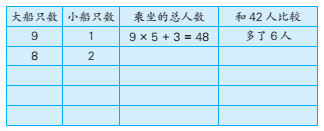 大船只数 小船只数 乘坐的总人数 和42人比较
9 1 9×5+3=48 多了6人
8 2